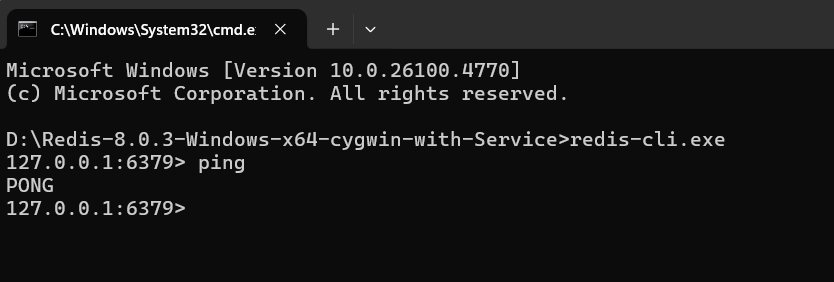 C:\Windows\System32\cmd.e
Microsoft Windows [Version 10.0.26100.4770]
(c) Microsoft Corporation. All rights reserved.
D:\Redis-8.0.3-Windows-x64-cygwin-with-Service>redis-cli.exe
127.0.0.1:6379> ping
PONG
127.0.0.1:6379>